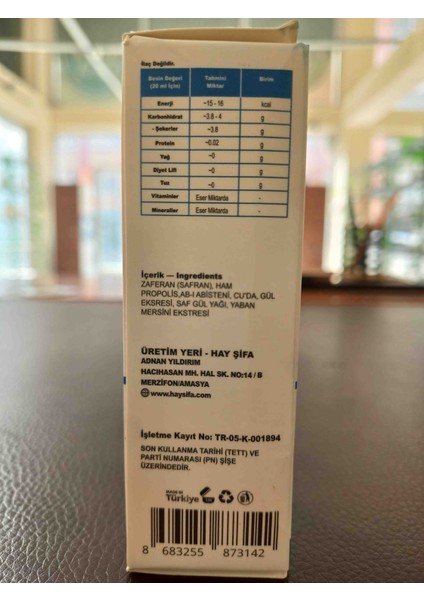 İlaç Değildir.
Besin Değeri (25 ml İçin) Tahmini Miktar Birim
Enerji ~15 - 16 kcal
Karbonhidrat ~3.8 - 4 g
- Şekerler ~3.8 g
Protein ~0.02 g
Yağ ~0 g
Diyet Lifi ~0 g
Tuz ~0 g
Vitaminler Eser Miktarda -
Mineraller Eser Miktarda -
İçerik — Ingredients
ZAFERAN (SAFRAN), HAM
PROPOLİS,AB-I ABİSTENİ, CU'DA, GÜL
EKSRESİ, SAF GÜL YAĞI, YABAN
MERSİNİ EKSTRESİ
ÜRETİM YERİ - HAY ŞİFA
ADNAN YILDIRIM
HACIHASAN MH. HAL SK. NO:14 / B
MERZİFON/AMASYA
www.haysifa.com
İşletme Kayıt No: TR-05-K-001894
SON KULLANMA TARİHİ (TETT) VE
PARTİ NUMARASI (PN) ŞİŞE
ÜZERİNDEDİR.
MADE IN
Türkiye
8 683255 873142